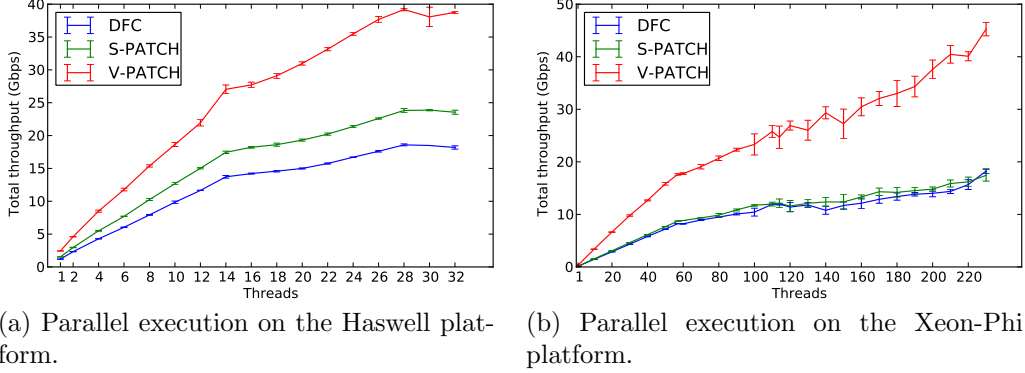 40
35
30
25
20
15
10
5
0
Total throughput (Gbps)
DFC
S-PATCH
V-PATCH
1 2 4 6 8 10 12 14 16 18 20 22 24 26 28 30 32
Threads
(a) Parallel execution on the Haswell plat-
form.
50
40
30
20
10
0
Total throughput (Gbps)
DFC
S-PATCH
V-PATCH
1 20 40 60 80 100 120 140 160 180 200 220
Threads
(b) Parallel execution on the Xeon-Phi
platform.